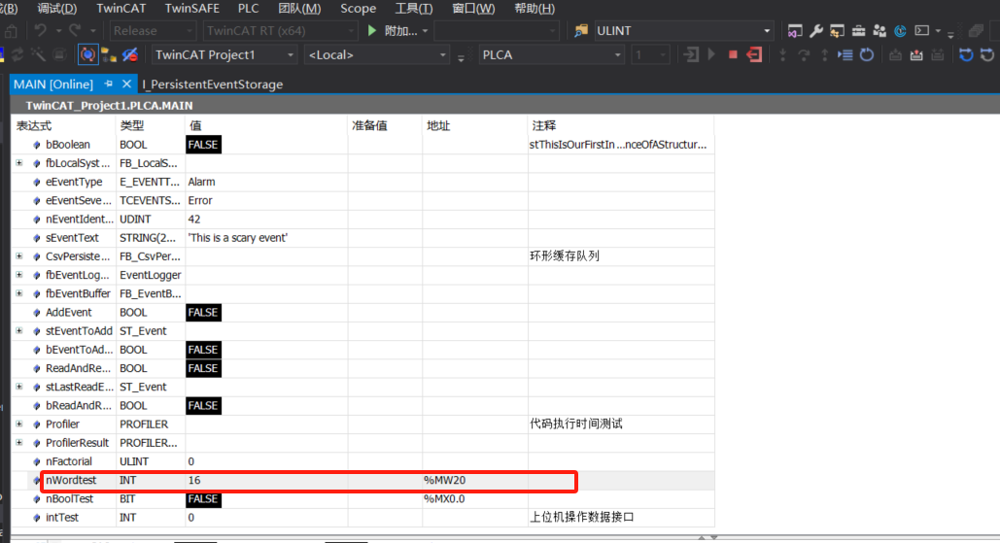 (B) 调试(D) TwinCAT TwinSAFE PLC 团队(M) Scope 工具(T) 窗口(W) 帮助(H)
Release TwinCAT RT (x64) 附加... ULINT
TwinCAT Project1 <Local> PLCA 1
MAIN [Online] I_PersistentEventStorage
TwinCAT_Project1.PLCA.MAIN
表达式 类型 值 准备值 地址 注释
bBoolean BOOL FALSE stThisIsOurFirstIn ...nceOfAStructur...
fbLocalSyst... FB_LocalS...
eEventType E_EVENTT... Alarm
eEventSeve... TCEVENTS... Error
nEventIdent... UDINT 42
sEventText STRING(2... 'This is a scary event'
CsvPersiste... FB_CsvPer... 环形缓存队列
fbEventLog... EventLogger
fbEventBuffer FB_EventB...
AddEvent BOOL FALSE
stEventToAdd ST_Event
bEventToAd... BOOL FALSE
ReadAndRe... BOOL FALSE
stLastReadE... ST_Event
bReadAndR... BOOL FALSE
Profiler PROFILER 代码执行时间测试
ProfilerResult PROFILER...
nFactorial ULINT 0
nWordtest INT 16 %MW20
nBoolTest BIT FALSE %MX0.0
intTest INT 0 上位机操作数据接口